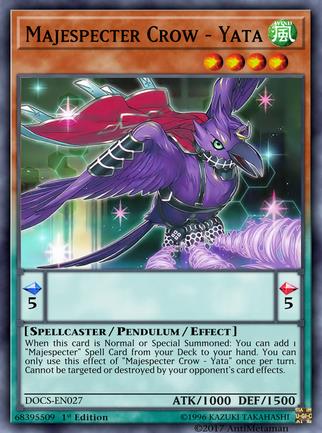 Majespecter Crow - Yata
WIND
風
5
5
[Spellcaster / Pendulum / Effect]
When this card is Normal or Special Summoned: You can add 1
"Majespecter" Spell Card from your Deck to your hand. You can
only use this effect of "Majespecter Crow - Yata" once per turn.
Cannot be targeted or destroyed by your opponent's card effects.
DOCS-EN027
ATK/1000 DEF/1500
68395509
1st Edition
©1996 KAZUKI TAKAHASHI
©2017 AntiMetaman